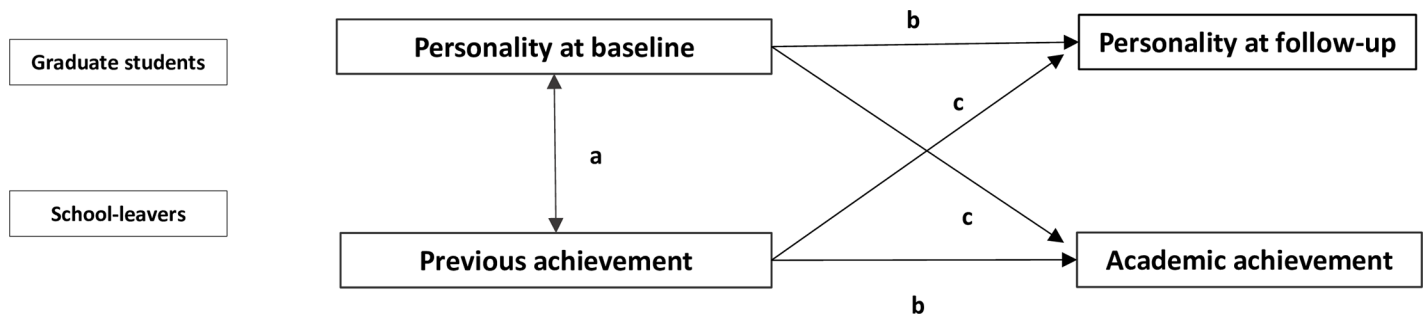 Graduate students
School-leavers
Personality at baseline
Previous achievement
a
b
c
c
b
Personality at follow-up
Academic achievement